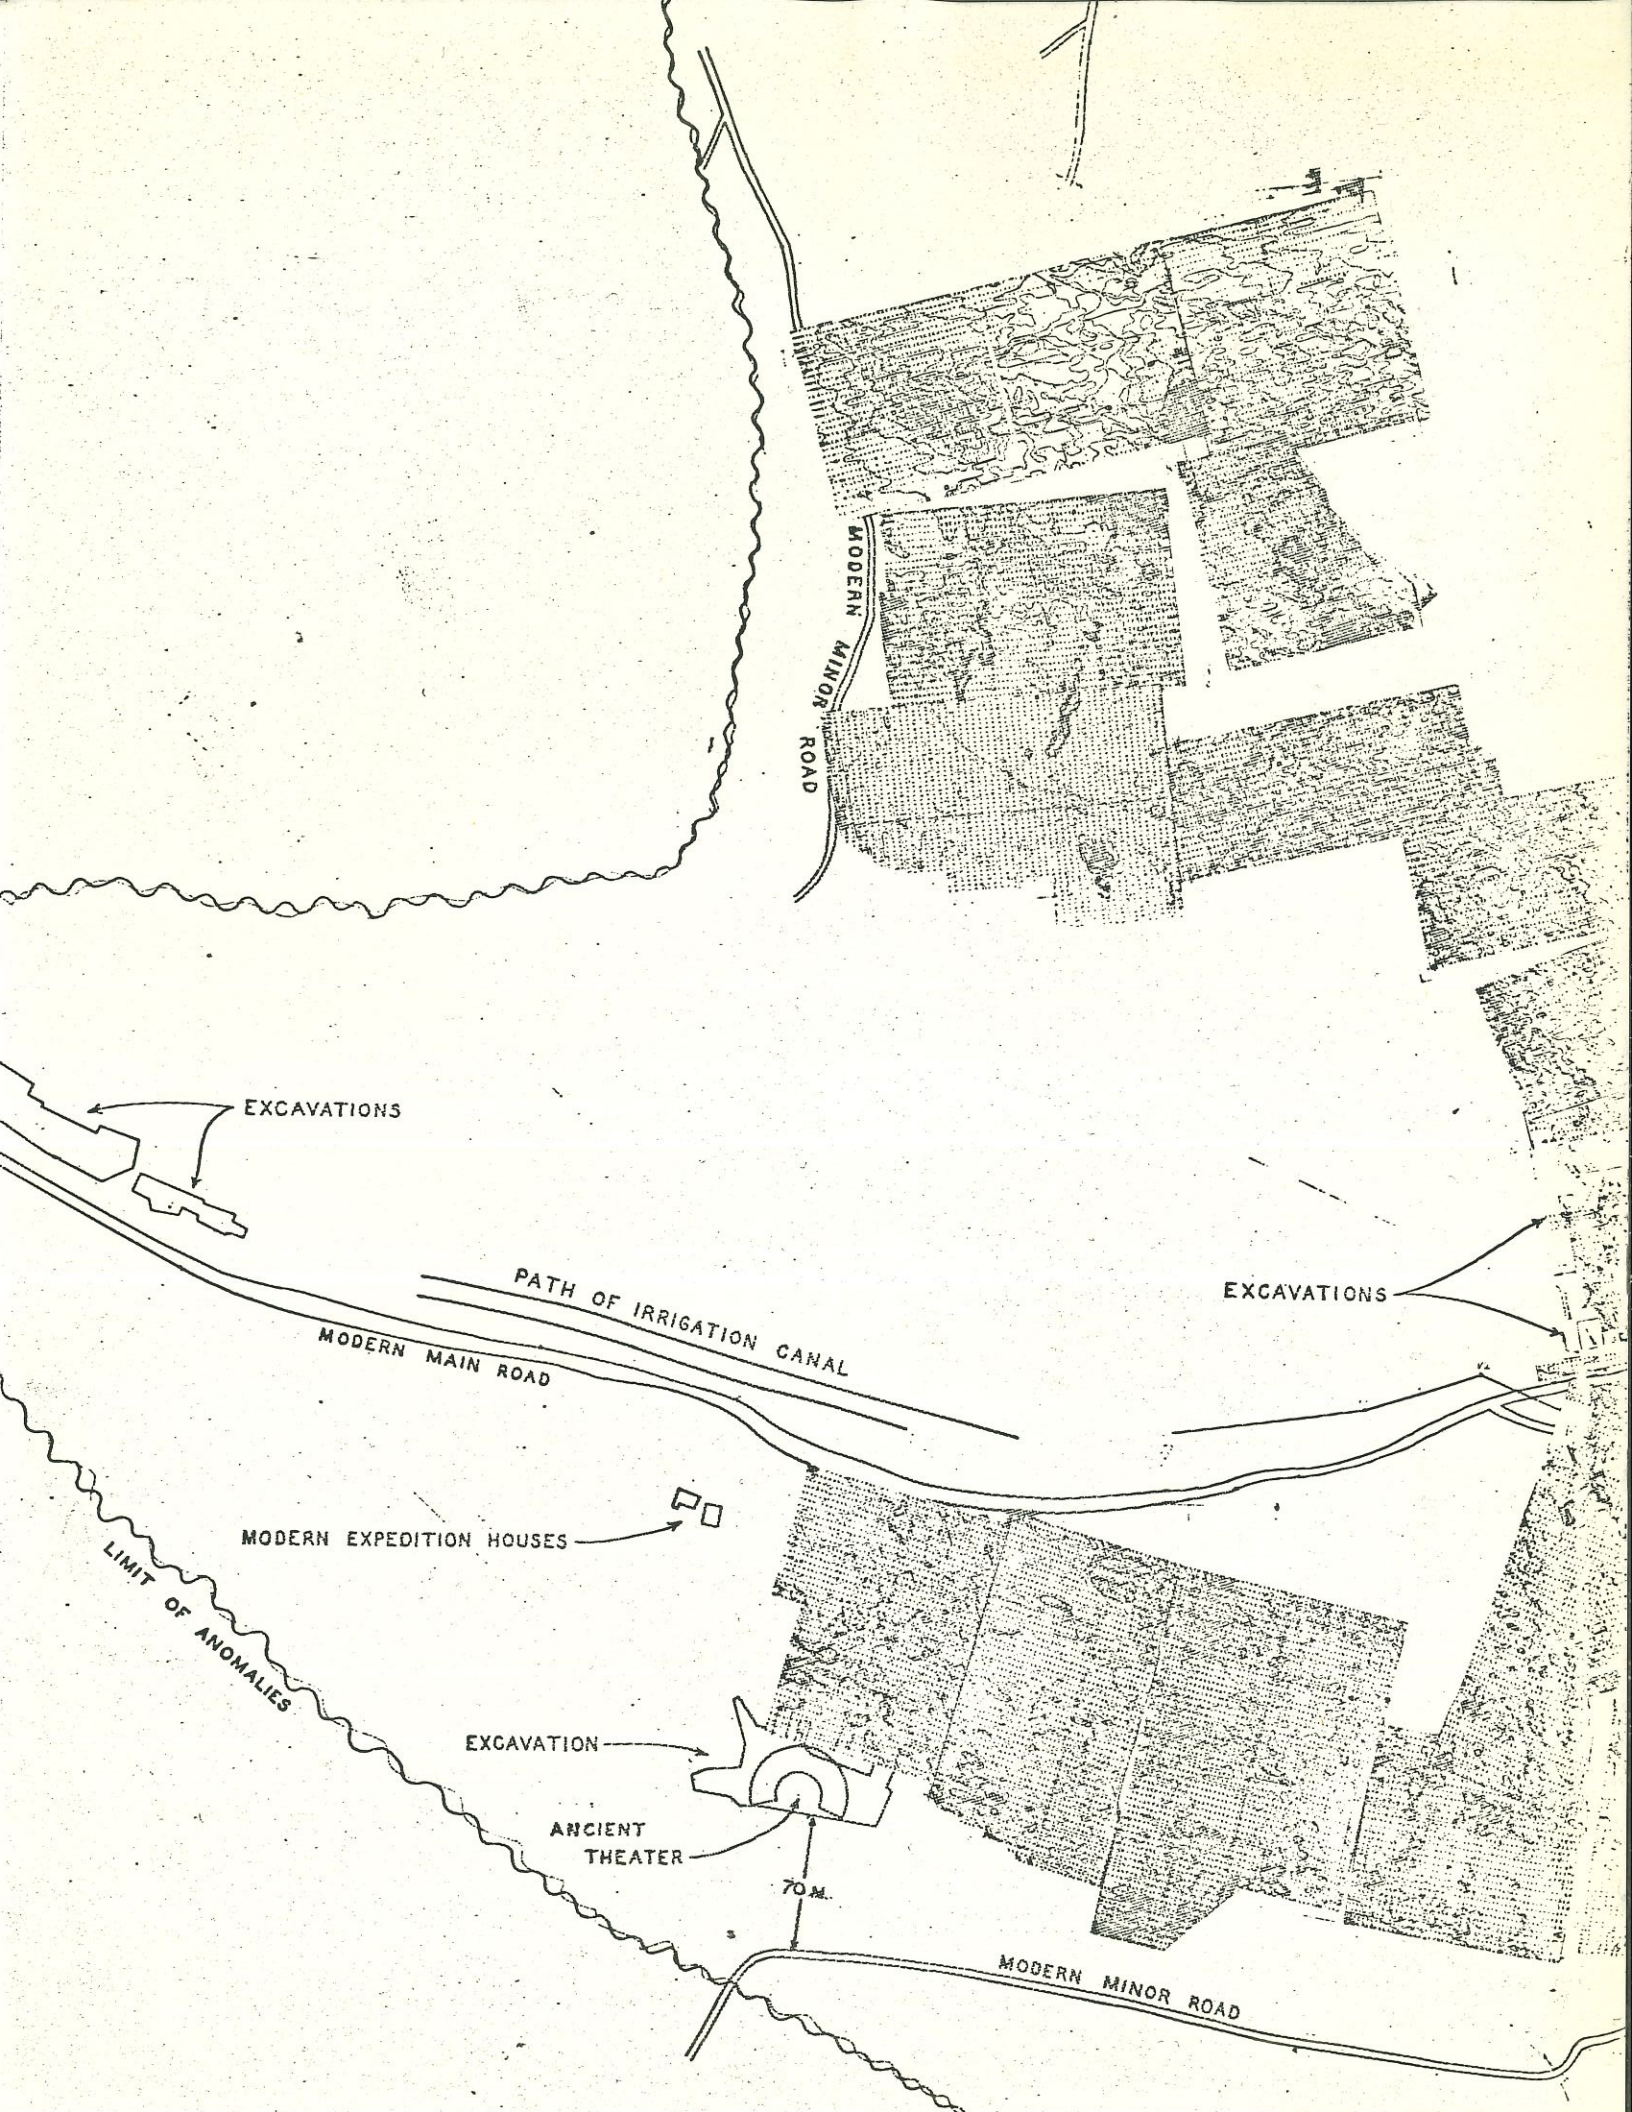 MODERN MINOR ROAD
EXCAVATIONS
PATH OF IRRIGATION CANAL
EXCAVATIONS
MODERN MAIN ROAD
MODERN EXPEDITION HOUSES
LIMIT OF ANOMALIES
EXCAVATION
ANCIENT
THEATER
70 M.
MODERN MINOR ROAD